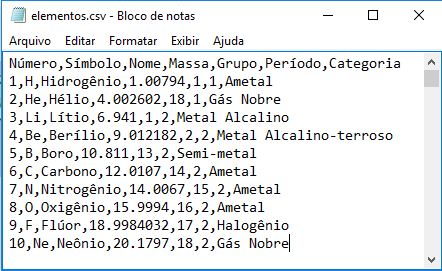 elementos.csv - Bloco de notas
Arquivo Editar Formatar Exibir Ajuda
Número,Símbolo,Nome,Massa,Grupo,Período,Categoria
1,H,Hidrogênio,1.00794,1,1,Ametal
2,He,Hélio,4.002602,18,1,Gás Nobre
3,Li,Lítio,6.941,1,2,Metal Alcalino
4,Be,Berílio,9.012182,2,2,Metal Alcalino-terroso
5,B,Boro,10.811,13,2,Semi-metal
6,C,Carbono,12.0107,14,2,Ametal
7,N,Nitrogênio,14.0067,15,2,Ametal
8,O,Oxigênio,15.9994,16,2,Ametal
9,F,Flúor,18.9984032,17,2,Halogênio
10,Ne,Neônio,20.1797,18,2,Gás Nobre